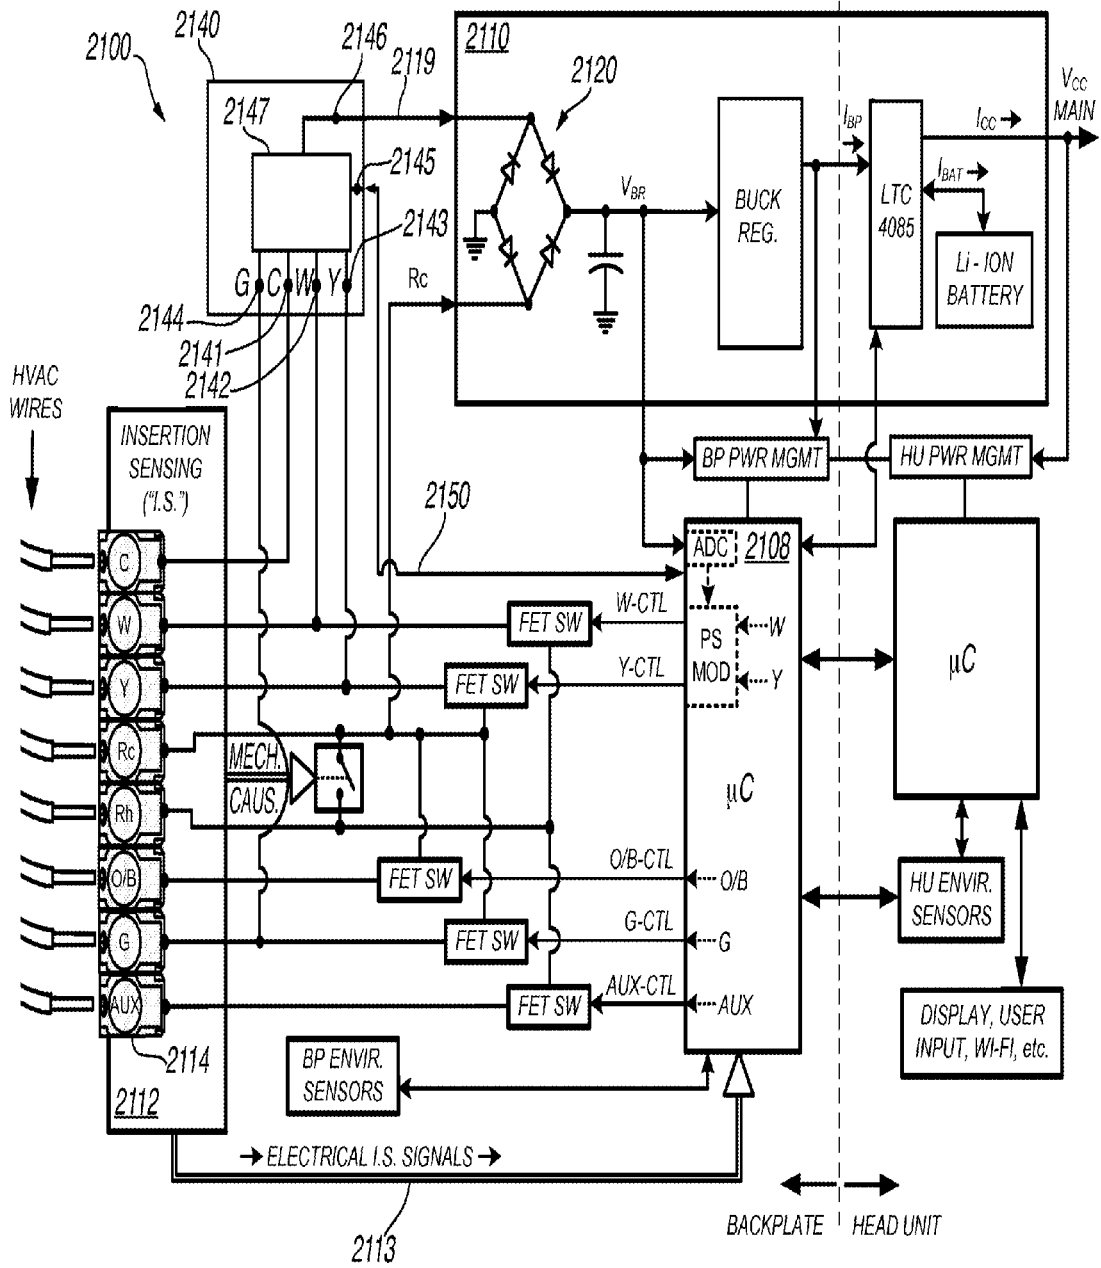 2140
2146
2100
2119
2110
2120
2147
2145
2143
V_CC
MAIN
I_BP
I_CC
I_BAT
V_BR
BUCK
REG.
LTC
4085
Li - ION
BATTERY
Rc
G C W Y
2144
2141
2142
HVAC
WIRES
INSERTION
SENSING
("I.S.")
BP PWR MGMT
HU PWR MGMT
2150
ADC
2108
C
W
FET SW
W-CTL
PS
MOD
W
Y
FET SW
Y-CTL
Y
μC
μC
Rc
MECH.
CAUS.
Rh
O/B
FET SW
O/B-CTL
O/B
HU ENVIR.
SENSORS
G
FET SW
G-CTL
G
AUX
FET SW
AUX-CTL
AUX
DISPLAY, USER
INPUT, WI-FI, etc.
2114
BP ENVIR.
SENSORS
2112
ELECTRICAL I.S. SIGNALS
2113
BACKPLATE
HEAD UNIT